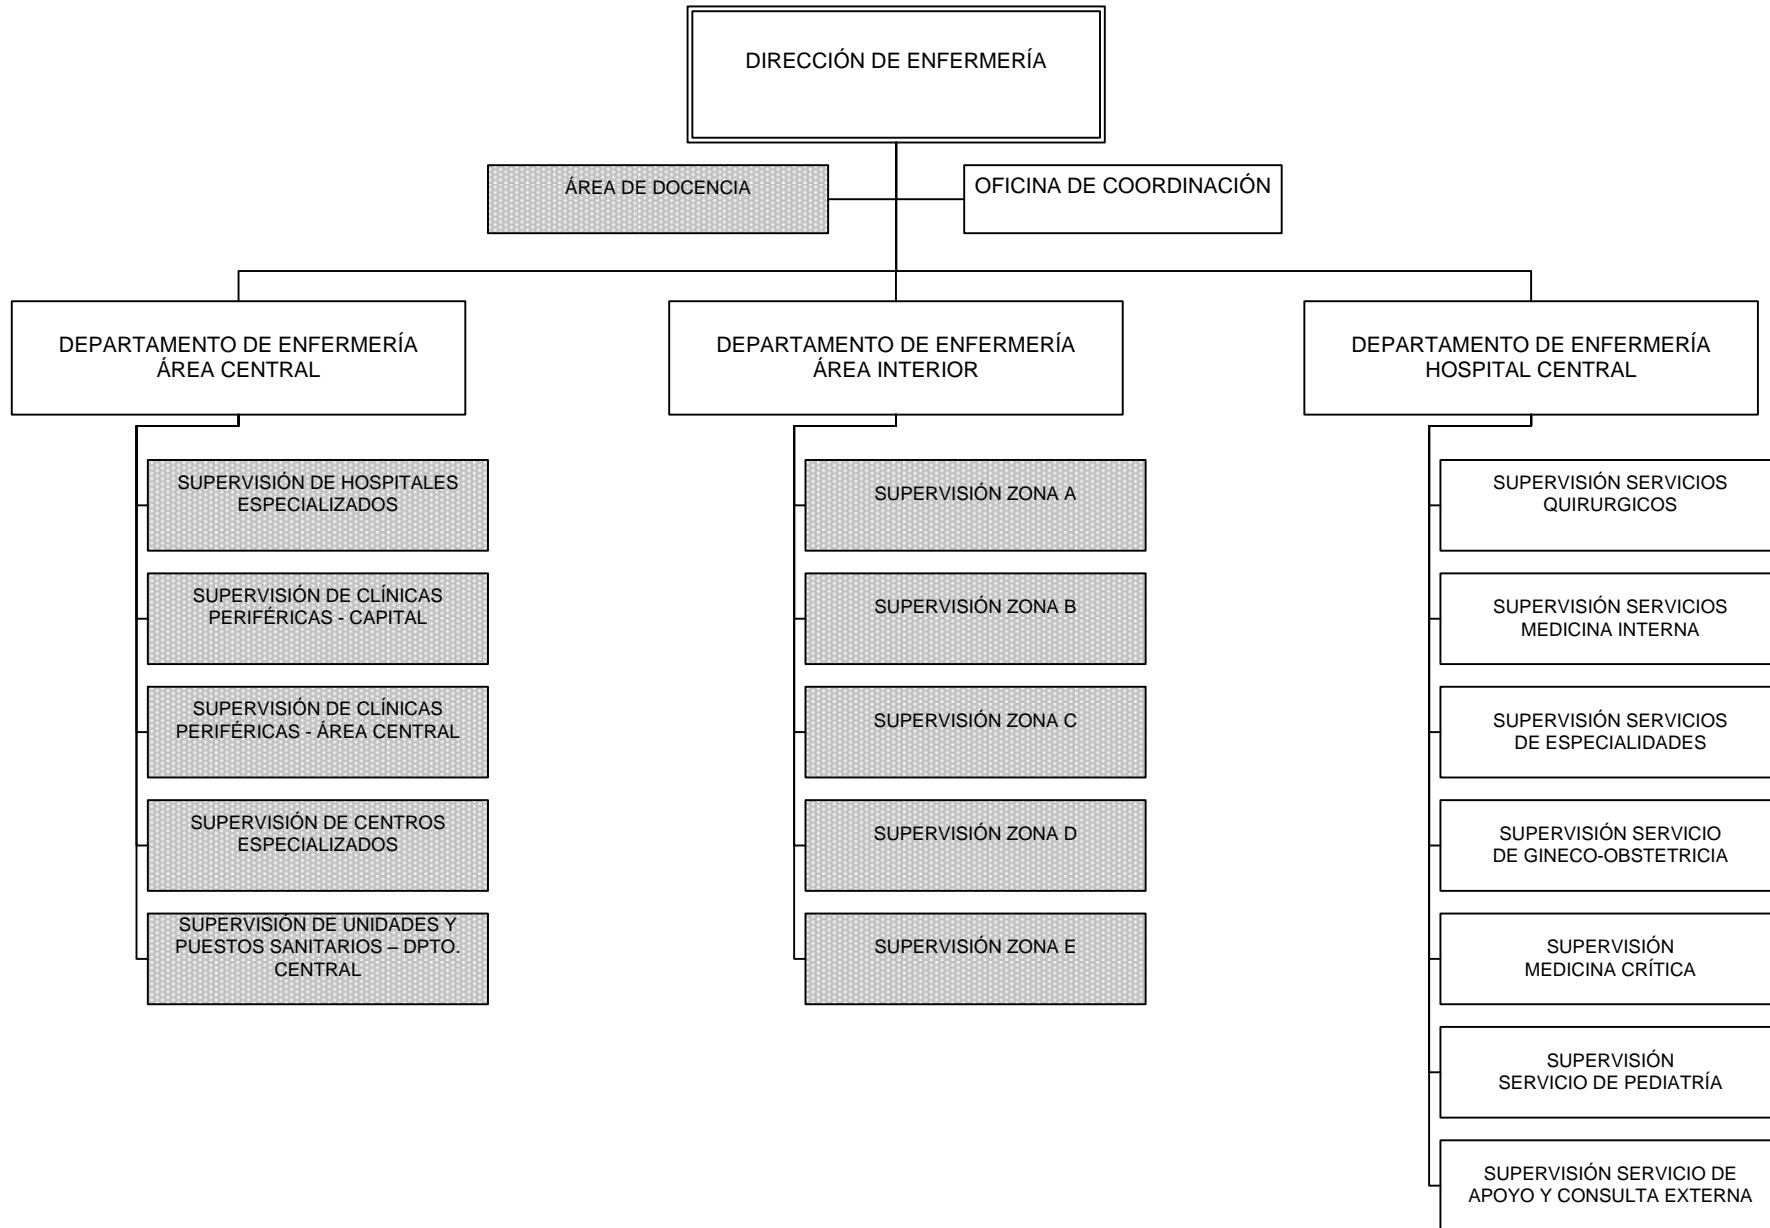 DIRECCIÓN DE ENFERMERÍA
ÁREA DE DOCENCIA
OFICINA DE COORDINACIÓN
DEPARTAMENTO DE ENFERMERÍA
ÁREA CENTRAL
DEPARTAMENTO DE ENFERMERÍA
ÁREA INTERIOR
DEPARTAMENTO DE ENFERMERÍA
HOSPITAL CENTRAL
SUPERVISIÓN DE HOSPITALES
ESPECIALIZADOS
SUPERVISIÓN DE CLÍNICAS
PERIFÉRICAS - CAPITAL
SUPERVISIÓN DE CLÍNICAS
PERIFÉRICAS - ÁREA CENTRAL
SUPERVISIÓN DE CENTROS
ESPECIALIZADOS
SUPERVISIÓN DE UNIDADES Y
PUESTOS SANITARIOS – DPTO.
CENTRAL
SUPERVISIÓN ZONA A
SUPERVISIÓN ZONA B
SUPERVISIÓN ZONA C
SUPERVISIÓN ZONA D
SUPERVISIÓN ZONA E
SUPERVISIÓN SERVICIOS
QUIRURGICOS
SUPERVISIÓN SERVICIOS
MEDICINA INTERNA
SUPERVISIÓN SERVICIOS
DE ESPECIALIDADES
SUPERVISIÓN SERVICIO
DE GINECO-OBSTETRICIA
SUPERVISIÓN
MEDICINA CRÍTICA
SUPERVISIÓN
SERVICIO DE PEDIATRÍA
SUPERVISIÓN SERVICIO DE
APOYO Y CONSULTA EXTERNA